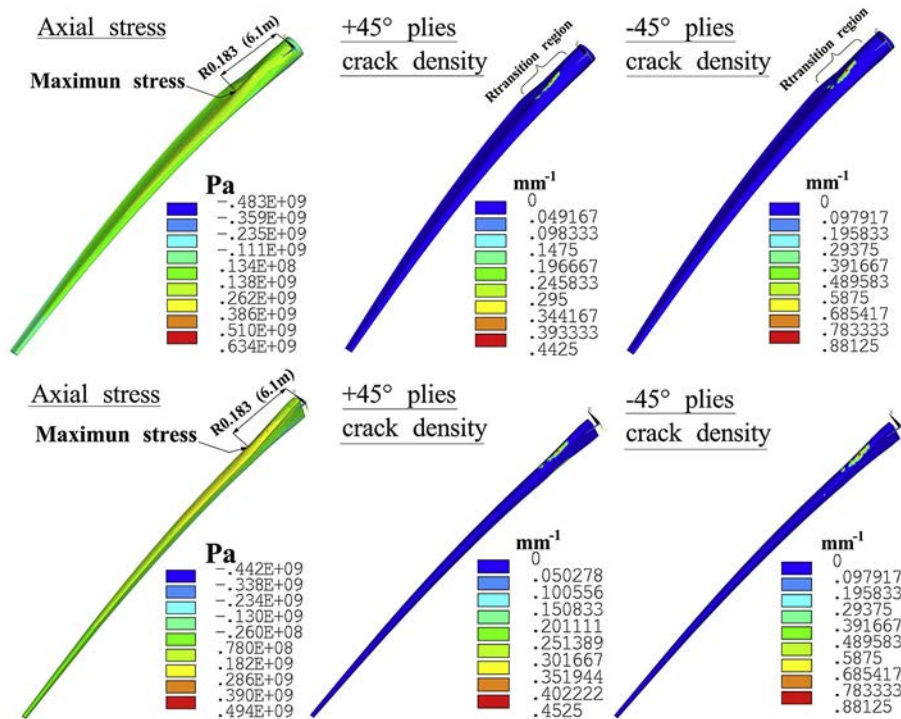 Axial stress
R0.183 (6.1m)
Maximun stress
Pa
-.483E+09
-.359E+09
-.235E+09
-.111E+09
.134E+08
.138E+09
.262E+09
.386E+09
.510E+09
.634E+09
+45° plies
crack density
Rtransition region
mm-1
0
.049167
.098333
.1475
.196667
.245833
.295
.344167
.393333
.4425
-45° plies
crack density
Rtransition region
mm-1
0
.097917
.195833
.29375
.391667
.489583
.5875
.685417
.783333
.88125
Axial stress
R0.183 (6.1m)
Maximun stress
Pa
-.442E+09
-.338E+09
-.234E+09
-.130E+09
-.260E+08
.780E+08
.182E+09
.286E+09
.390E+09
.494E+09
+45° plies
crack density
mm-1
0
.050278
.100556
.150833
.201111
.251389
.301667
.351944
.402222
.4525
-45° plies
crack density
mm-1
0
.097917
.195833
.29375
.391667
.489583
.5875
.685417
.783333
.88125